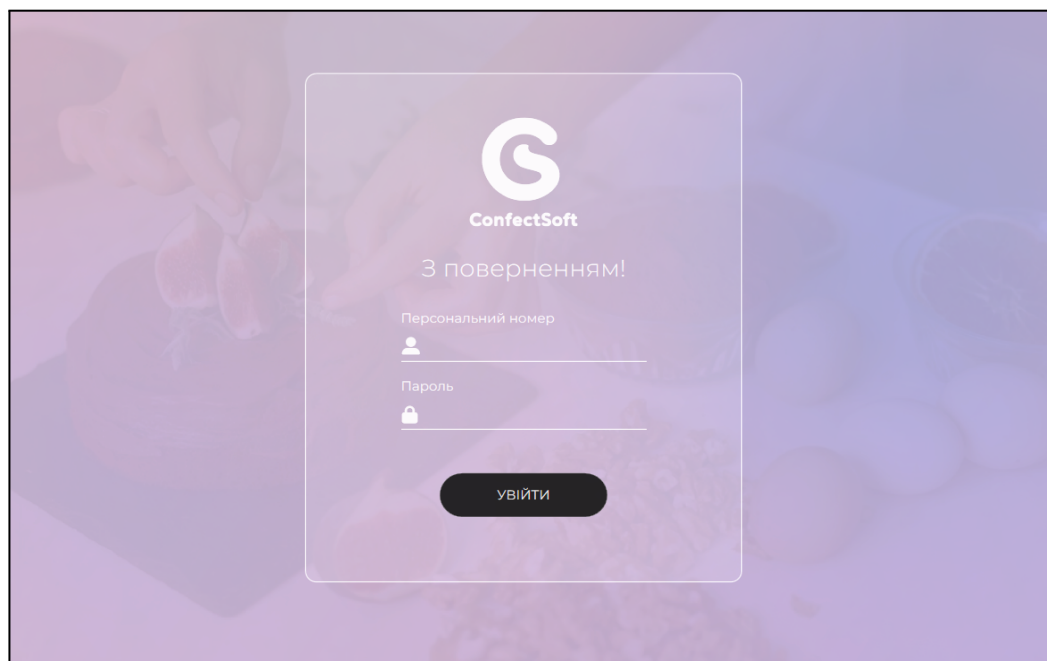 ConfectSoft
З поверненням!
Персональний номер
Пароль
УВІЙТИ